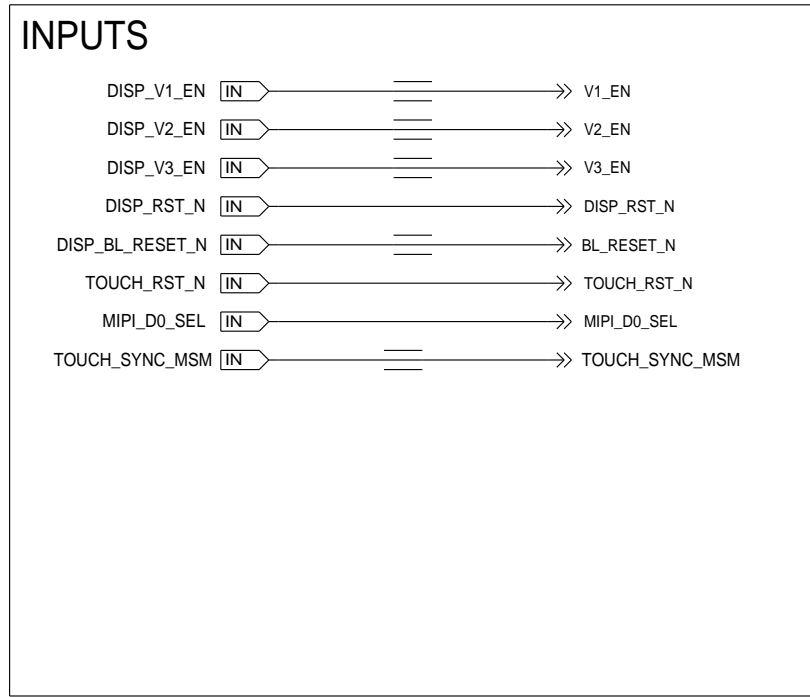 INPUTS
DISP_V1_EN IN V1_EN
DISP_V2_EN IN V2_EN
DISP_V3_EN IN V3_EN
DISP_RST_N IN DISP_RST_N
DISP_BL_RESET_N IN BL_RESET_N
TOUCH_RST_N IN TOUCH_RST_N
MIPI_D0_SEL IN MIPI_D0_SEL
TOUCH_SYNC_MSM IN TOUCH_SYNC_MSM